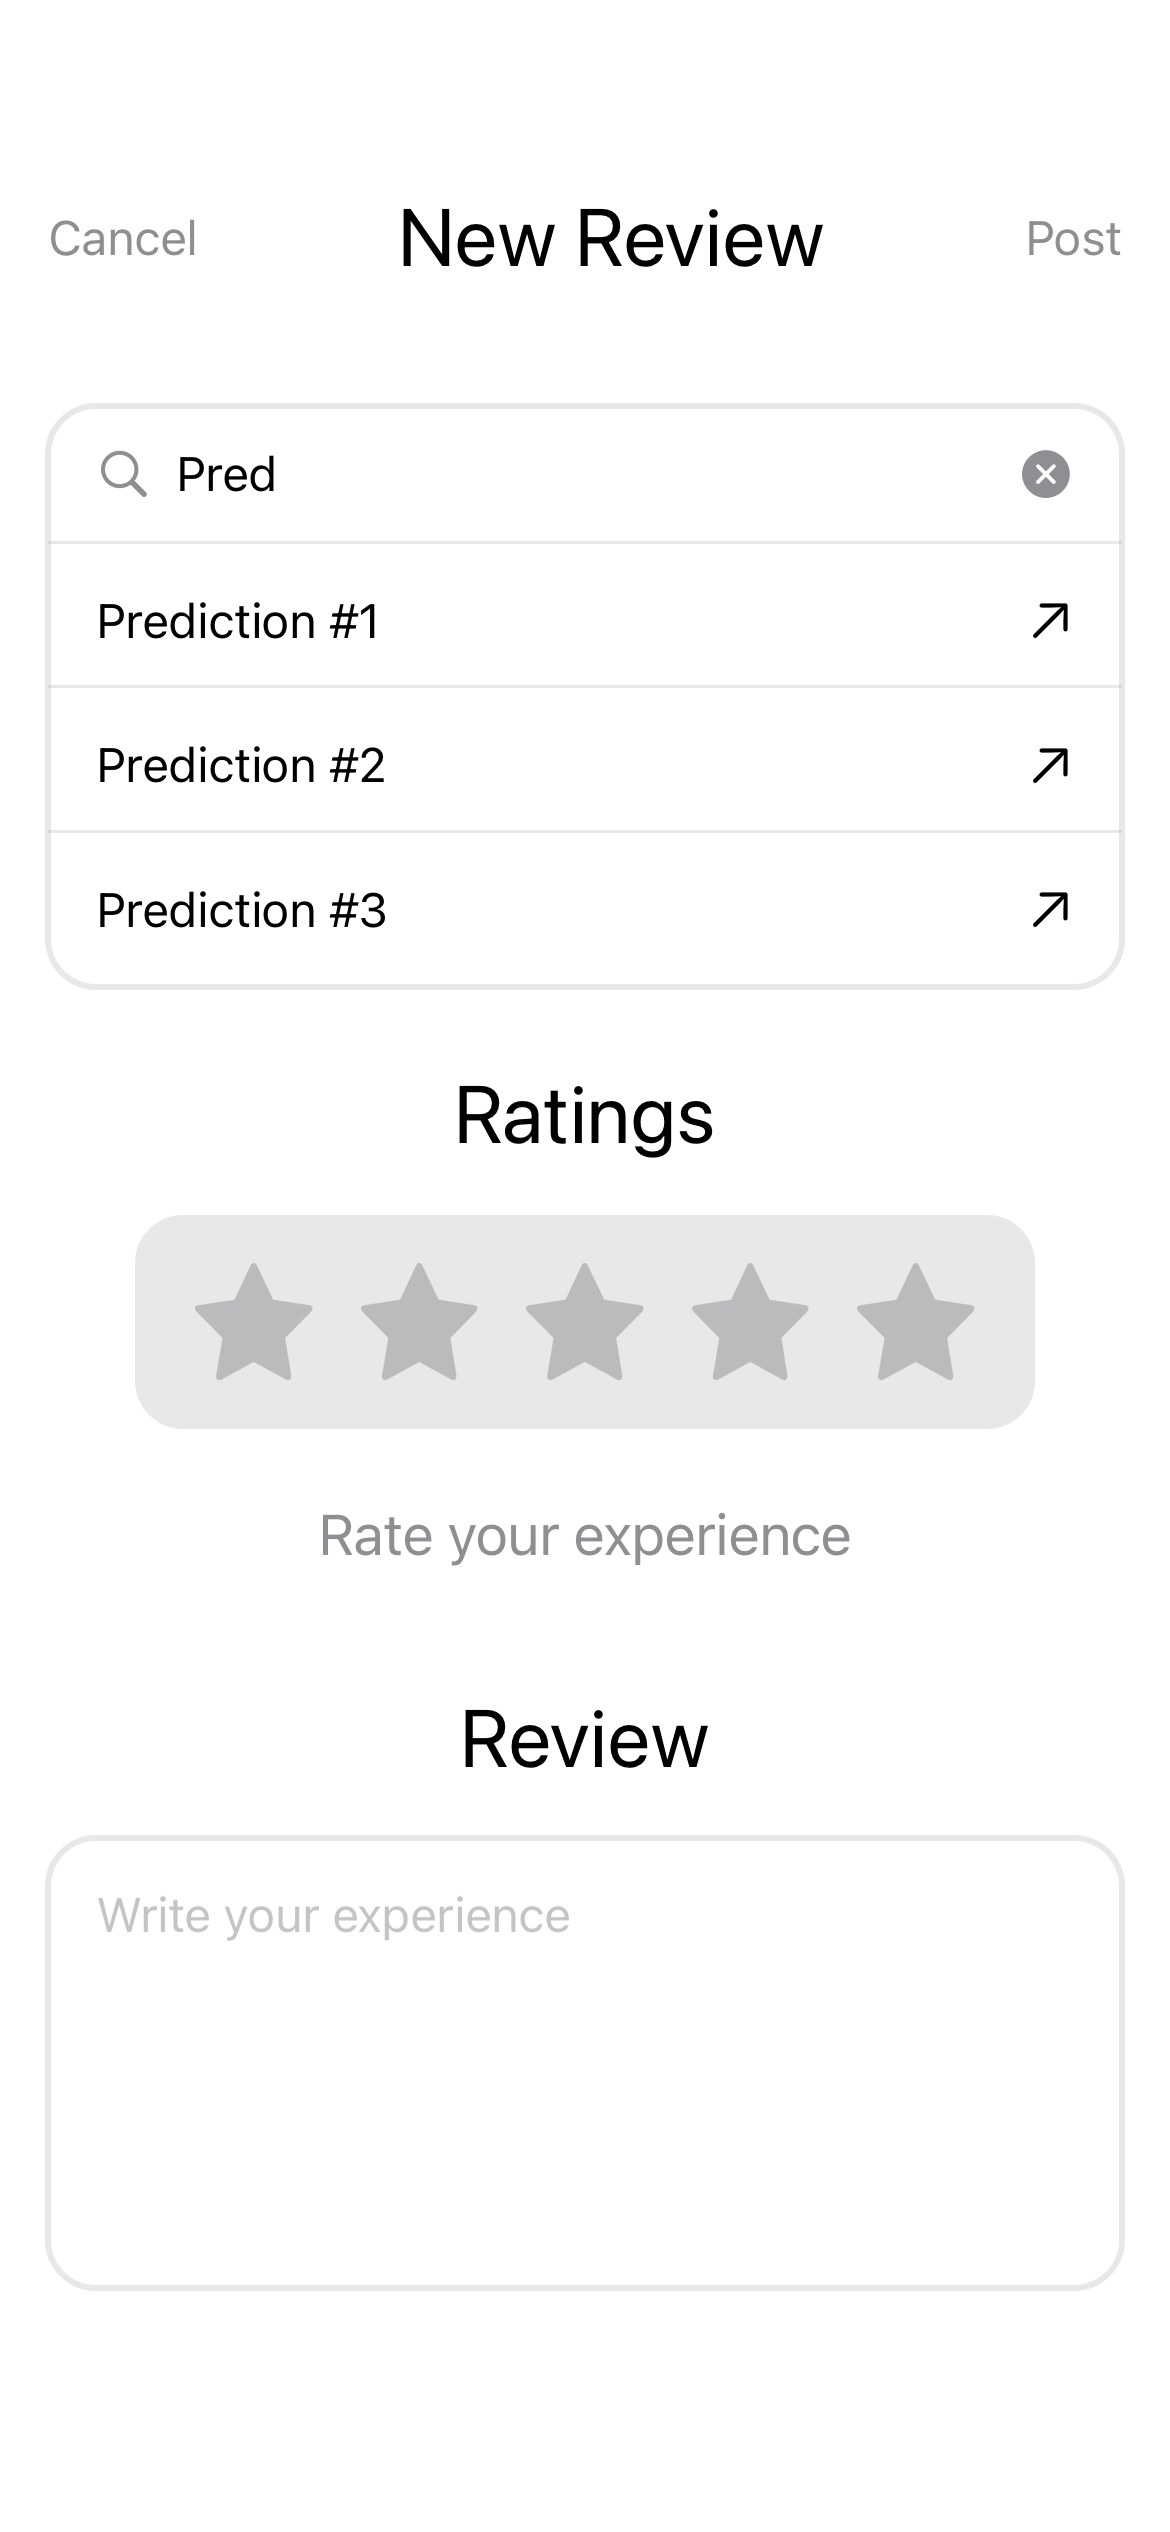 Cancel New Review Post
Pred
Prediction #1
Prediction #2
Prediction #3
Ratings
Rate your experience
Review
Write your experience